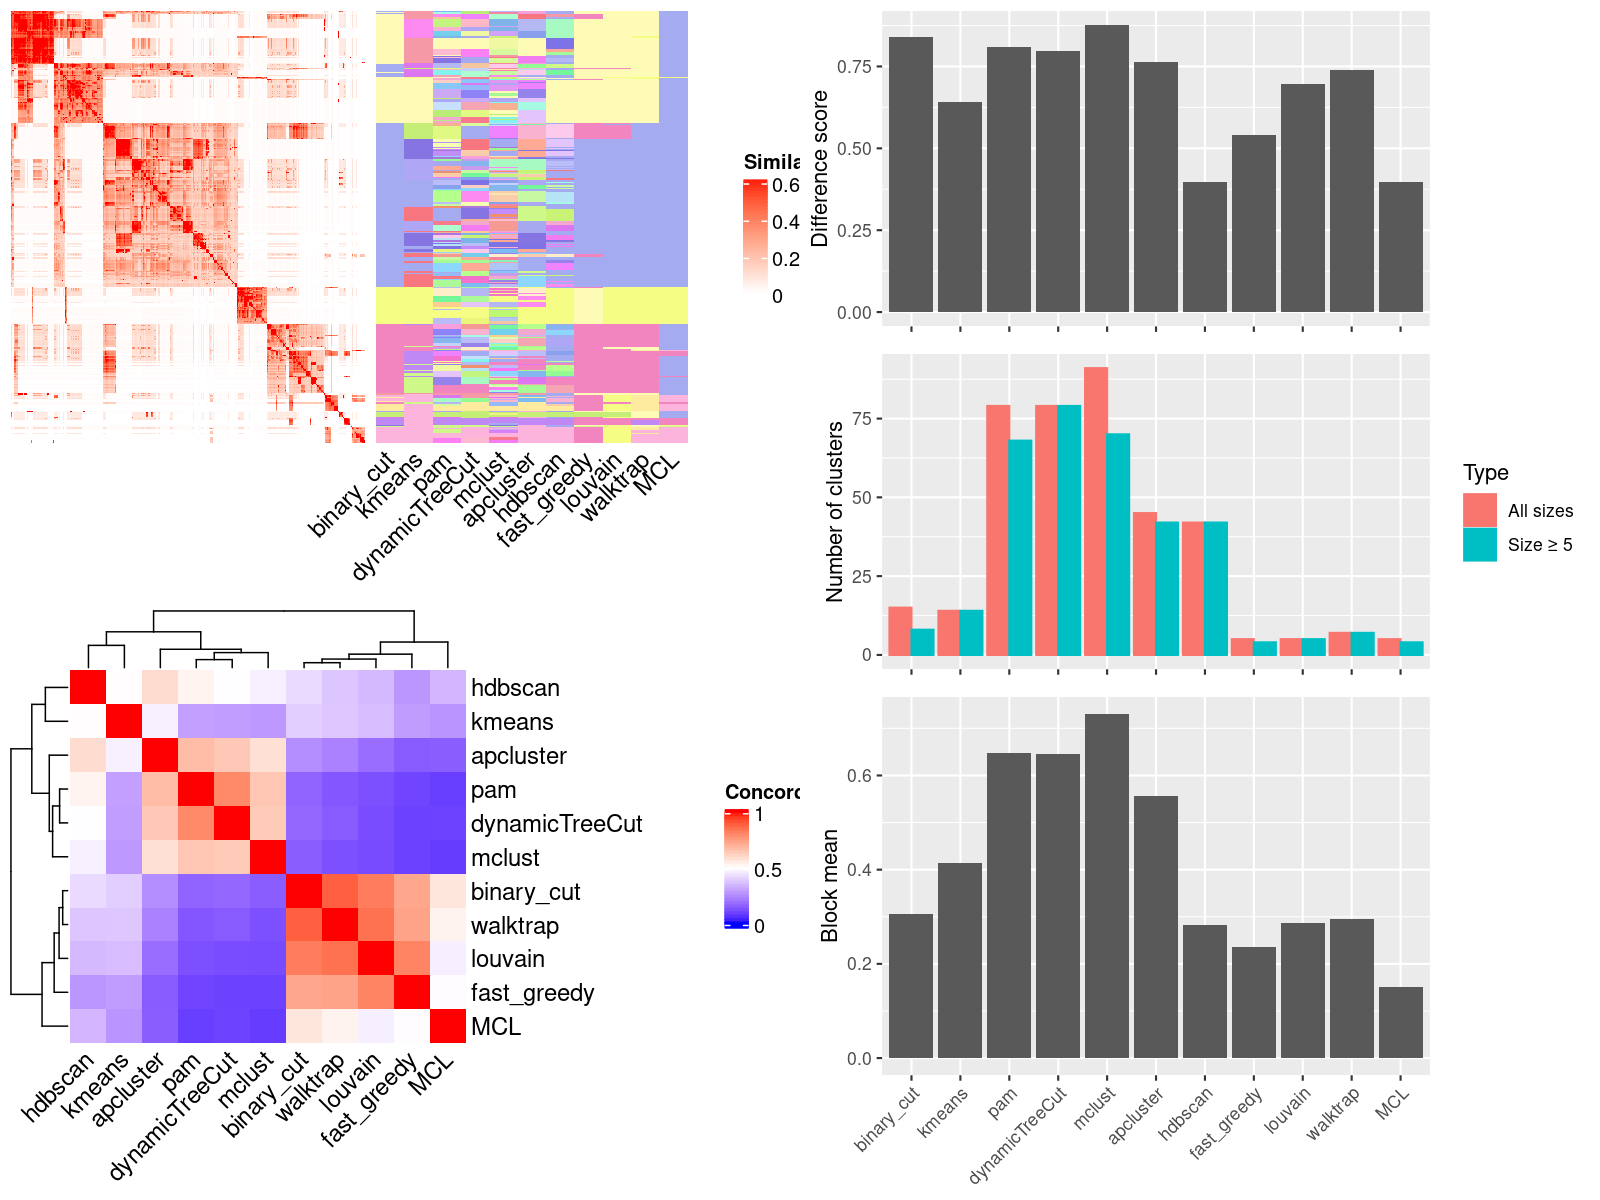 Simila
0.6
0.4
0.2
0
binary_cut
kmeans
pam
dynamicTreeCut
mclust
apcluster
hdbscan
fast_greedy
louvain
walktrap
MCL
hdbscan
kmeans
apcluster
pam
dynamicTreeCut
mclust
binary_cut
walktrap
louvain
fast_greedy
MCL
Concord
1
0.5
0
hdbscan
kmeans
apcluster
pam
dynamicTreeCut
mclust
binary_cut
walktrap
louvain
fast_greedy
MCL
Difference score
0.75
0.50
0.25
0.00
Number of clusters
75
50
25
0
Type
All sizes
Size ≥ 5
Block mean
0.6
0.4
0.2
0.0
binary_cut
kmeans
pam
dynamicTreeCut
mclust
apcluster
hdbscan
fast_greedy
louvain
walktrap
MCL